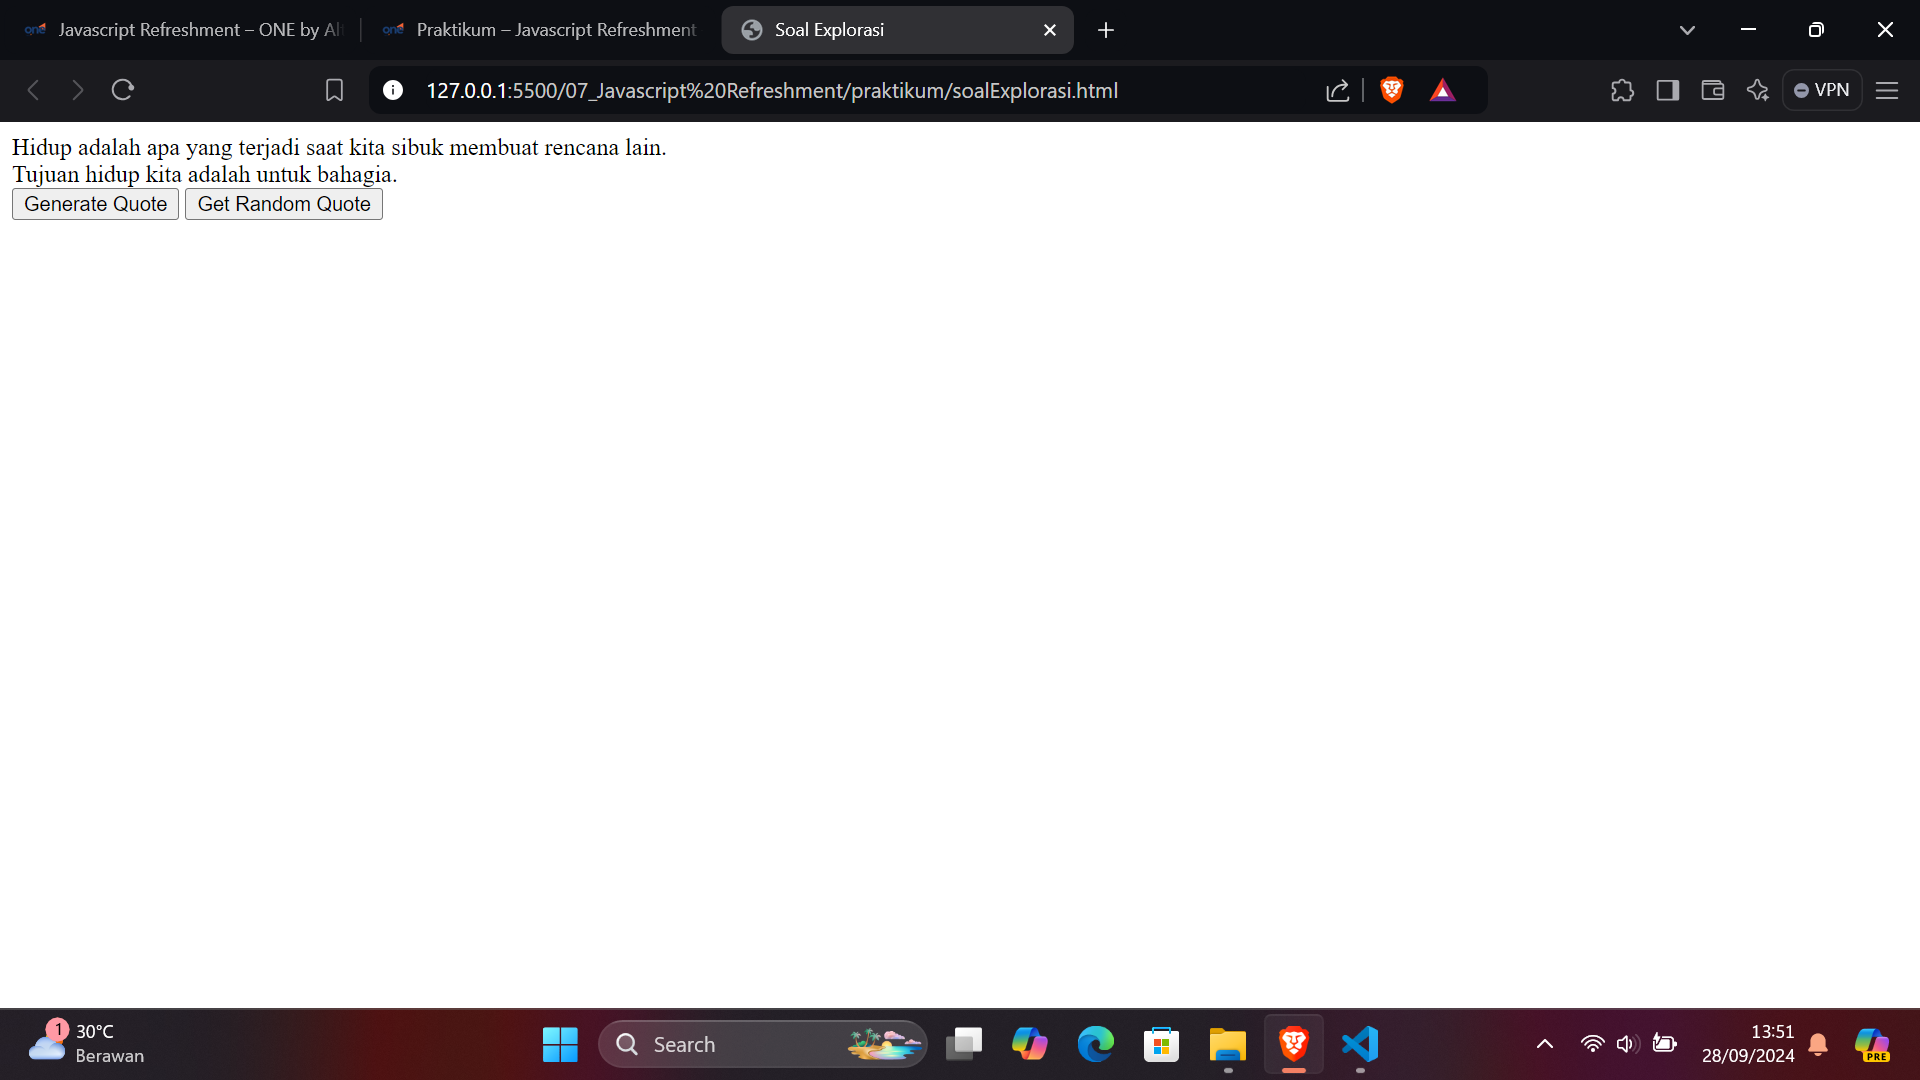 Javascript Refreshment – ONE by Al
Praktikum – Javascript Refreshment
Soal Explorasi
127.0.0.1:5500/07_Javascript%20Refreshment/praktikum/soalExplorasi.html
VPN
Hidup adalah apa yang terjadi saat kita sibuk membuat rencana lain.
Tujuan hidup kita adalah untuk bahagia.
Generate Quote Get Random Quote
1
30°C
Berawan
Search
13:51
28/09/2024
PRE